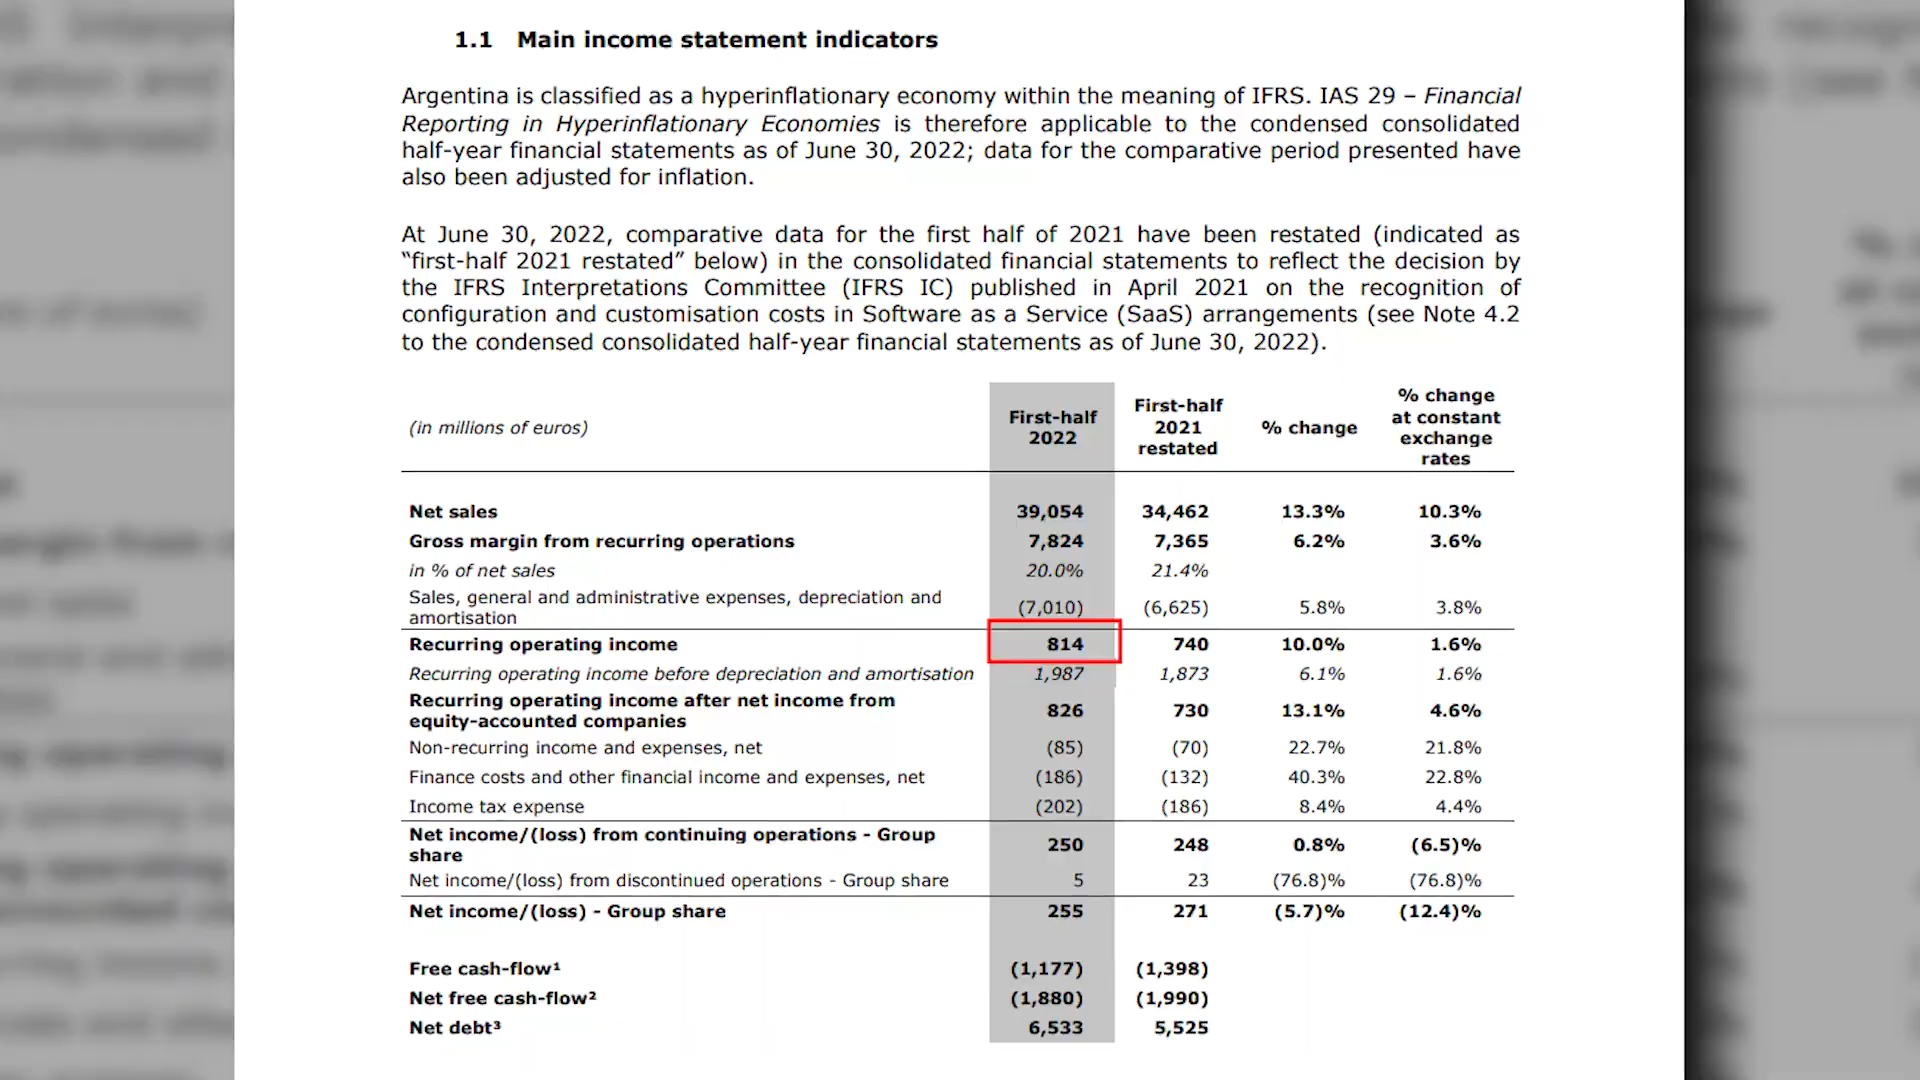 1.1 Main income statement indicators
Argentina is classified as a hyperinflationary economy within the meaning of IFRS. IAS 29 – Financial
Reporting in Hyperinflationary Economies is therefore applicable to the condensed consolidated
half-year financial statements as of June 30, 2022; data for the comparative period presented have
also been adjusted for inflation.
At June 30, 2022, comparative data for the first half of 2021 have been restated (indicated as
“first-half 2021 restated” below) in the consolidated financial statements to reflect the decision by
the IFRS Interpretations Committee (IFRS IC) published in April 2021 on the recognition of
configuration and customisation costs in Software as a Service (SaaS) arrangements (see Note 4.2
to the condensed consolidated half-year financial statements as of June 30, 2022).
(in millions of euros) First-half 2022 First-half 2021 restated % change % change at constant exchange rates
Net sales 39,054 34,462 13.3% 10.3%
Gross margin from recurring operations 7,824 7,365 6.2% 3.6%
in % of net sales 20.0% 21.4%
Sales, general and administrative expenses, depreciation and
amortisation (7,010) (6,625) 5.8% 3.8%
Recurring operating income 814 740 10.0% 1.6%
Recurring operating income before depreciation and amortisation 1,987 1,873 6.1% 1.6%
Recurring operating income after net income from
equity-accounted companies 826 730 13.1% 4.6%
Non-recurring income and expenses, net (85) (70) 22.7% 21.8%
Finance costs and other financial income and expenses, net (186) (132) 40.3% 22.8%
Income tax expense (202) (186) 8.4% 4.4%
Net income/(loss) from continuing operations - Group
share 250 248 0.8% (6.5)%
Net income/(loss) from discontinued operations - Group share 5 23 (76.8)% (76.8)%
Net income/(loss) - Group share 255 271 (5.7)% (12.4)%
Free cash-flow¹ (1,177) (1,398)
Net free cash-flow² (1,880) (1,990)
Net debt³ 6,533 5,525